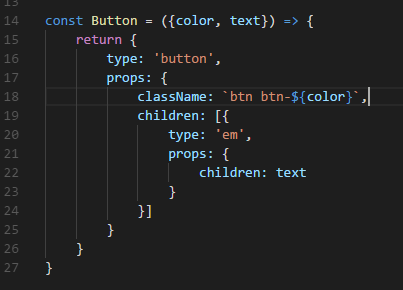 13
14 const Button = ({color, text}) => {
15     return {
16         type: 'button',
17         props: {
18             className: `btn btn-${color}`,
19             children: [{
20                 type: 'em',
21                 props: {
22                     children: text
23                 }
24             }]
25         }
26     }
27 }